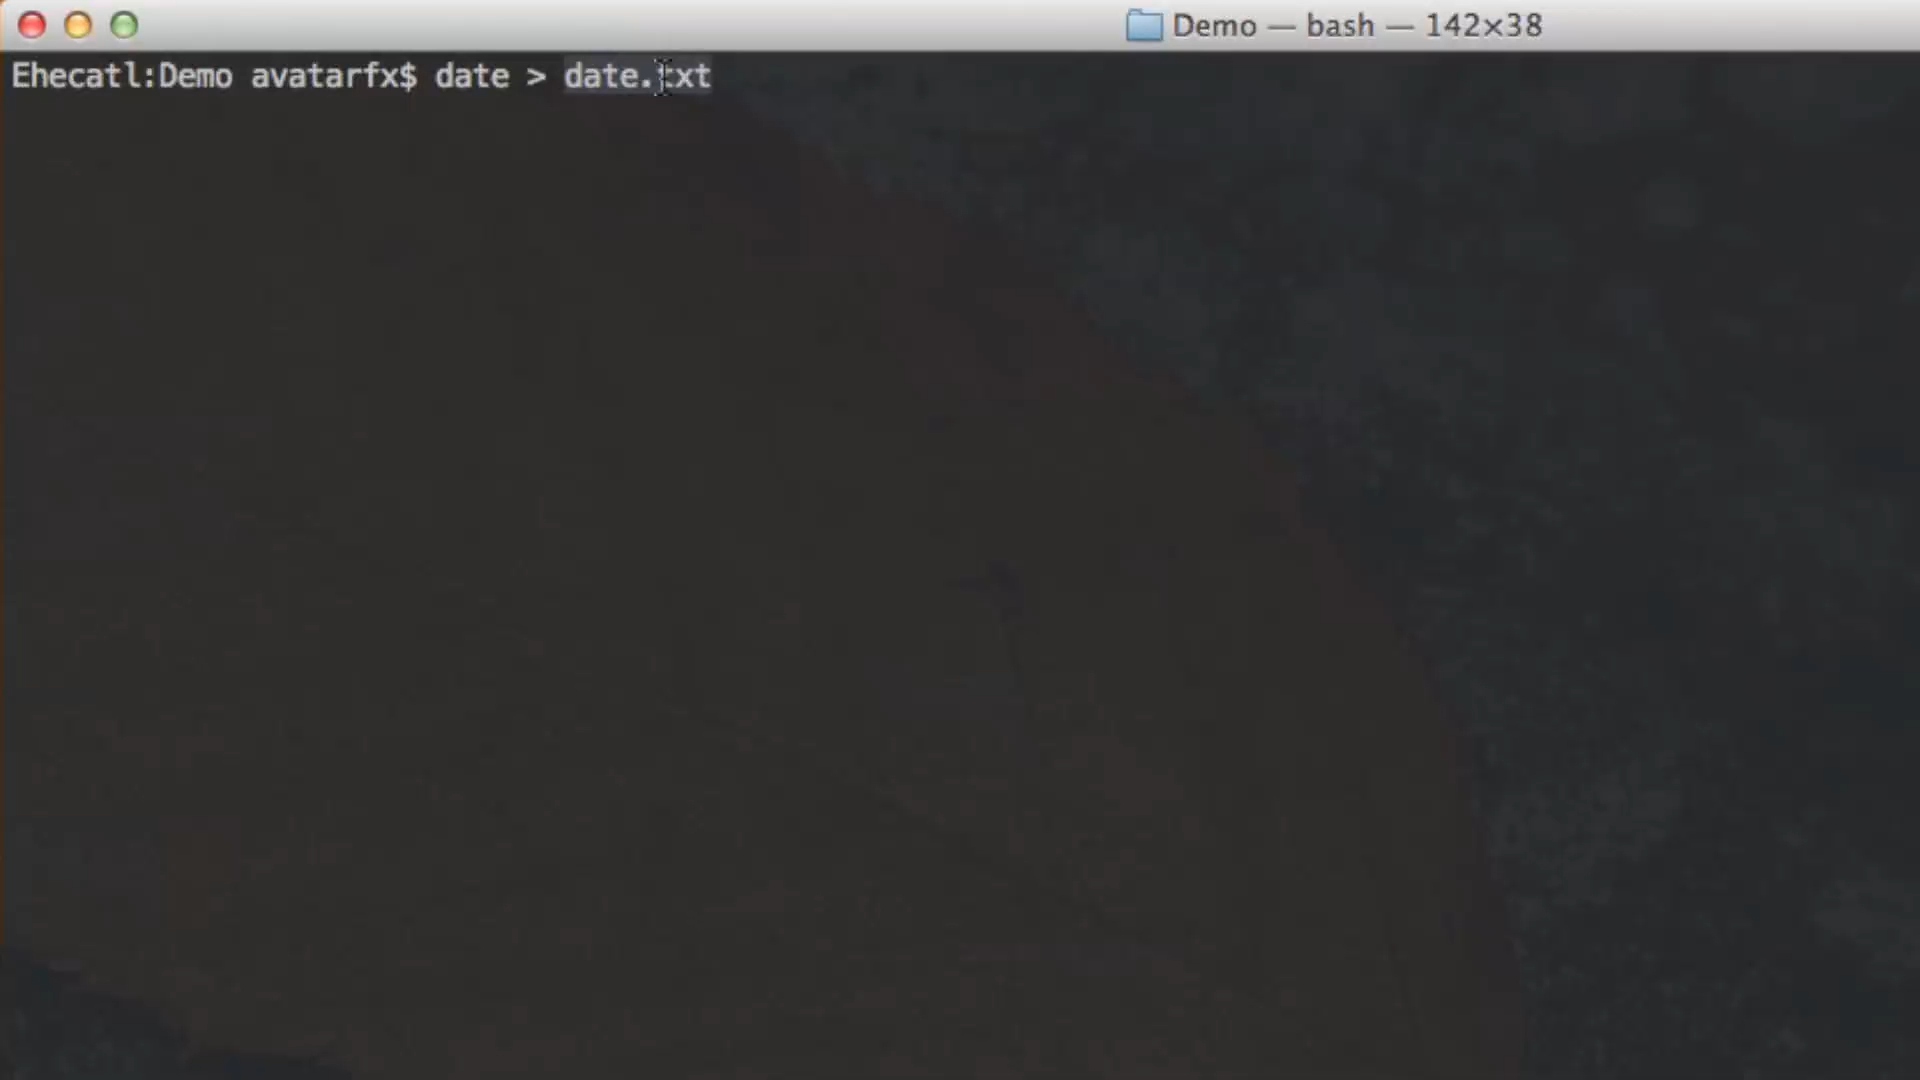 Demo — bash — 142×38
Ehecatl:Demo avatarfx$ date > date.txt